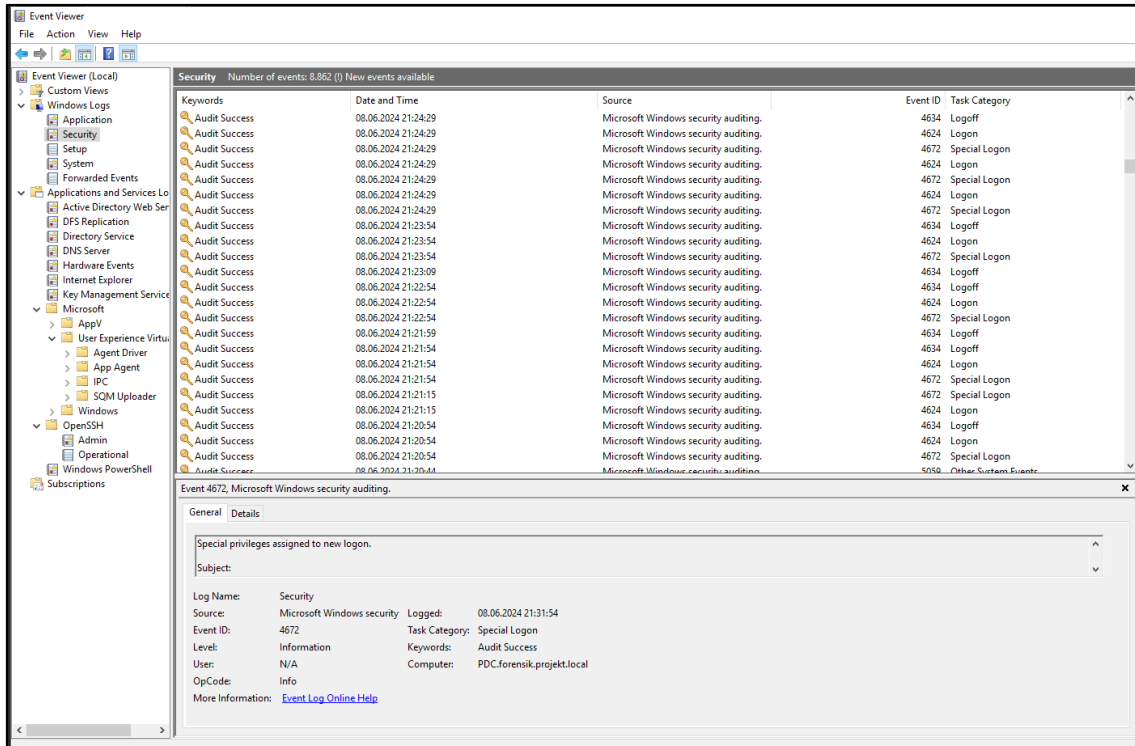 Event Viewer
File Action View Help
Event Viewer (Local)
Custom Views
Windows Logs
Application
Security
Setup
System
Forwarded Events
Applications and Services Lo
Active Directory Web Ser
DFS Replication
Directory Service
DNS Server
Hardware Events
Internet Explorer
Key Management Service
Microsoft
AppV
User Experience Virtu
Agent Driver
App Agent
IPC
SQM Uploader
Windows
OpenSSH
Admin
Operational
Windows PowerShell
Subscriptions
Security Number of events: 8.862 (!) New events available
Keywords Date and Time Source Event ID Task Category
Audit Success 08.06.2024 21:24:29 Microsoft Windows security auditing. 4634 Logoff
Audit Success 08.06.2024 21:24:29 Microsoft Windows security auditing. 4624 Logon
Audit Success 08.06.2024 21:24:29 Microsoft Windows security auditing. 4672 Special Logon
Audit Success 08.06.2024 21:24:29 Microsoft Windows security auditing. 4624 Logon
Audit Success 08.06.2024 21:24:29 Microsoft Windows security auditing. 4672 Special Logon
Audit Success 08.06.2024 21:24:29 Microsoft Windows security auditing. 4624 Logon
Audit Success 08.06.2024 21:24:29 Microsoft Windows security auditing. 4672 Special Logon
Audit Success 08.06.2024 21:23:54 Microsoft Windows security auditing. 4634 Logoff
Audit Success 08.06.2024 21:23:54 Microsoft Windows security auditing. 4624 Logon
Audit Success 08.06.2024 21:23:54 Microsoft Windows security auditing. 4672 Special Logon
Audit Success 08.06.2024 21:23:09 Microsoft Windows security auditing. 4634 Logoff
Audit Success 08.06.2024 21:22:54 Microsoft Windows security auditing. 4634 Logoff
Audit Success 08.06.2024 21:22:54 Microsoft Windows security auditing. 4624 Logon
Audit Success 08.06.2024 21:22:54 Microsoft Windows security auditing. 4672 Special Logon
Audit Success 08.06.2024 21:21:59 Microsoft Windows security auditing. 4634 Logoff
Audit Success 08.06.2024 21:21:54 Microsoft Windows security auditing. 4634 Logoff
Audit Success 08.06.2024 21:21:54 Microsoft Windows security auditing. 4624 Logon
Audit Success 08.06.2024 21:21:54 Microsoft Windows security auditing. 4672 Special Logon
Audit Success 08.06.2024 21:21:15 Microsoft Windows security auditing. 4672 Special Logon
Audit Success 08.06.2024 21:21:15 Microsoft Windows security auditing. 4624 Logon
Audit Success 08.06.2024 21:20:54 Microsoft Windows security auditing. 4634 Logoff
Audit Success 08.06.2024 21:20:54 Microsoft Windows security auditing. 4624 Logon
Audit Success 08.06.2024 21:20:54 Microsoft Windows security auditing. 4672 Special Logon
Audit Success 08.06.2024 21:20:44 Microsoft Windows security auditing. 5059 Other System Events
Event 4672, Microsoft Windows security auditing.
General Details
Special privileges assigned to new logon.
Subject:
Log Name: Security
Source: Microsoft Windows security Logged: 08.06.2024 21:31:54
Event ID: 4672 Task Category: Special Logon
Level: Information Keywords: Audit Success
User: N/A Computer: PDC.forensik.projekt.local
OpCode: Info
More Information: Event Log Online Help